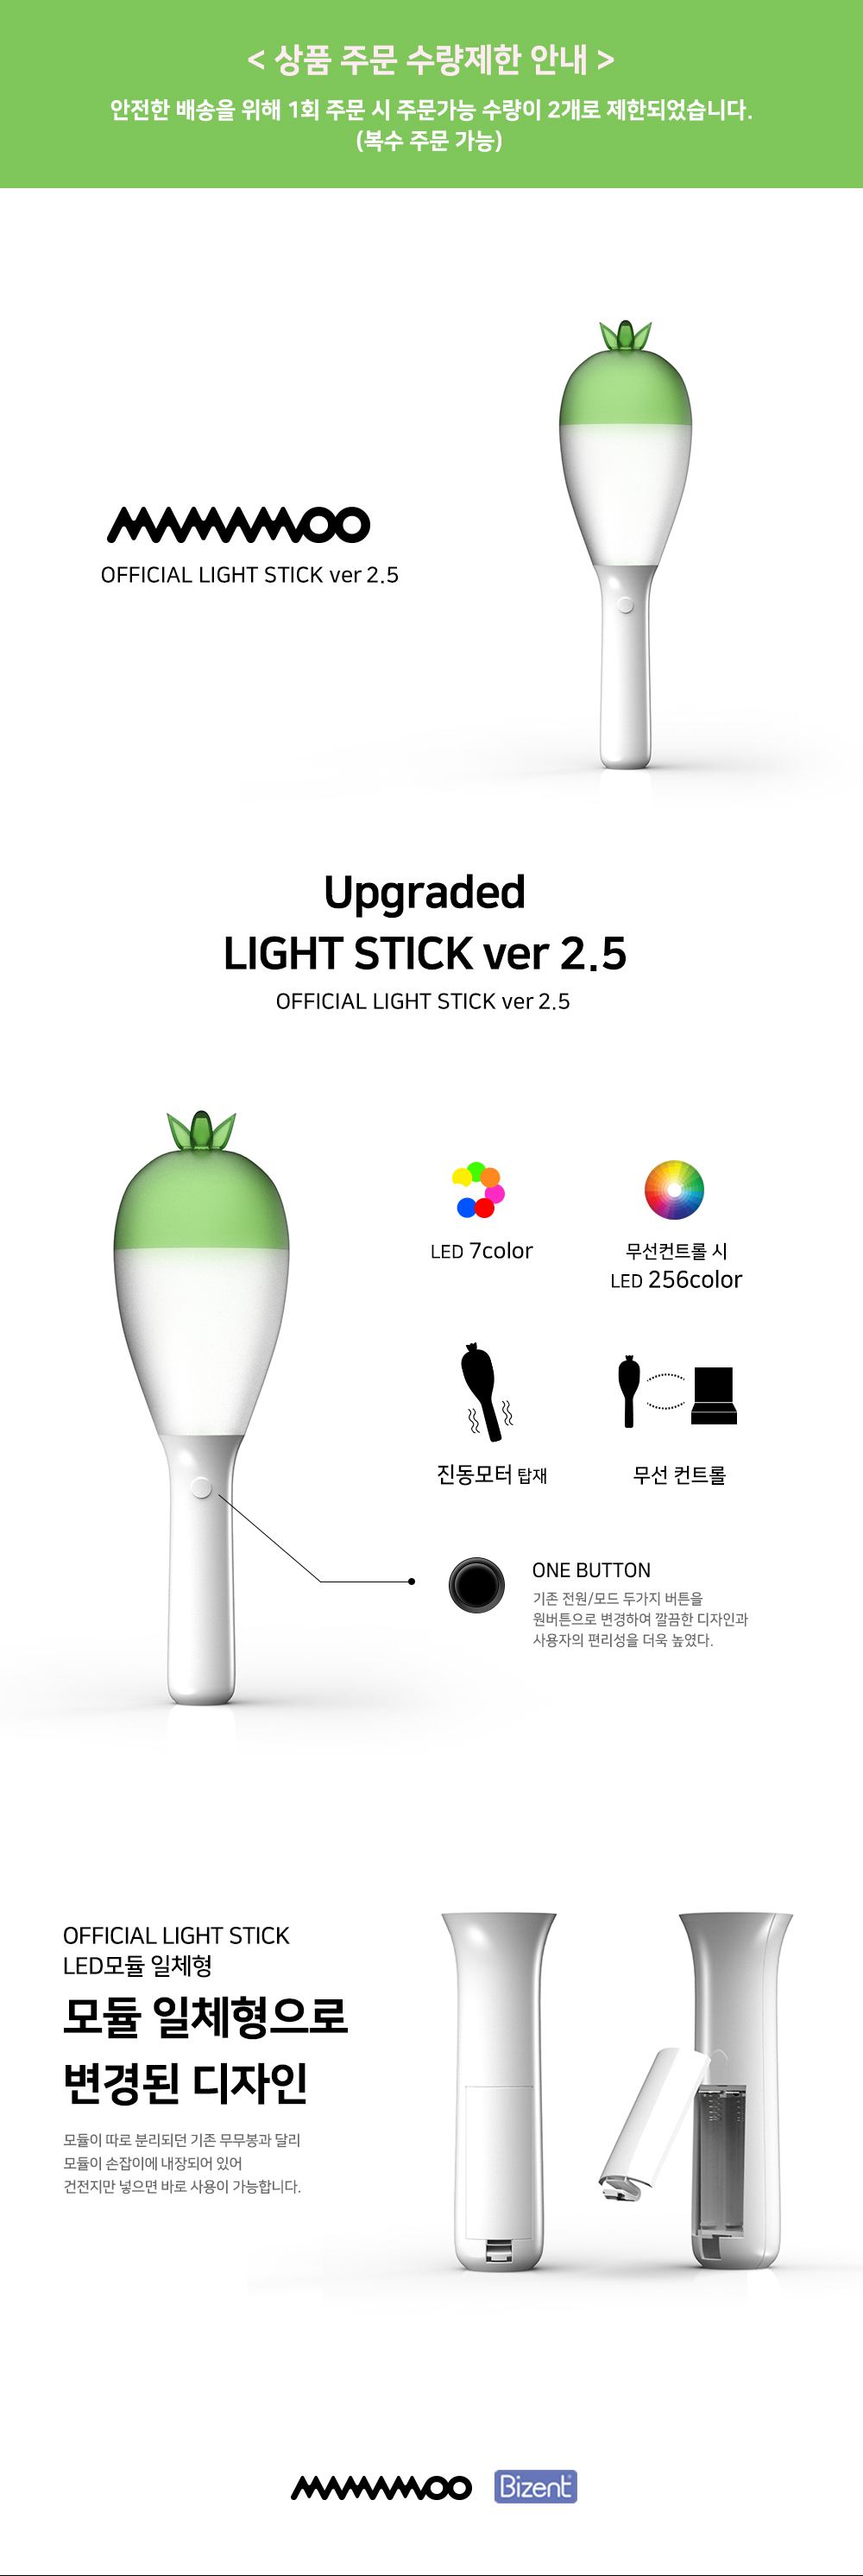 < 상품 주문 수량제한 안내 >
안전한 배송을 위해 1회 주문 시 주문가능 수량이 2개로 제한되었습니다.
(복수 주문 가능)
MAMAMOO
OFFICIAL LIGHT STICK ver 2.5
Upgraded
LIGHT STICK ver 2.5
OFFICIAL LIGHT STICK ver 2.5
LED 7color
무선컨트롤 시
LED 256color
진동모터 탑재
무선 컨트롤
ONE BUTTON
기존 전원/모드 두가지 버튼을
원버튼으로 변경하여 깔끔한 디자인과
사용자의 편리성을 더욱 높였다.
OFFICIAL LIGHT STICK
LED모듈 일체형
모듈 일체형으로
변경된 디자인
모듈이 따로 분리되던 기존 무무봉과 달리
모듈이 손잡이에 내장되어 있어
건전지만 넣으면 바로 사용이 가능합니다.
MAMAMOO
Bizent